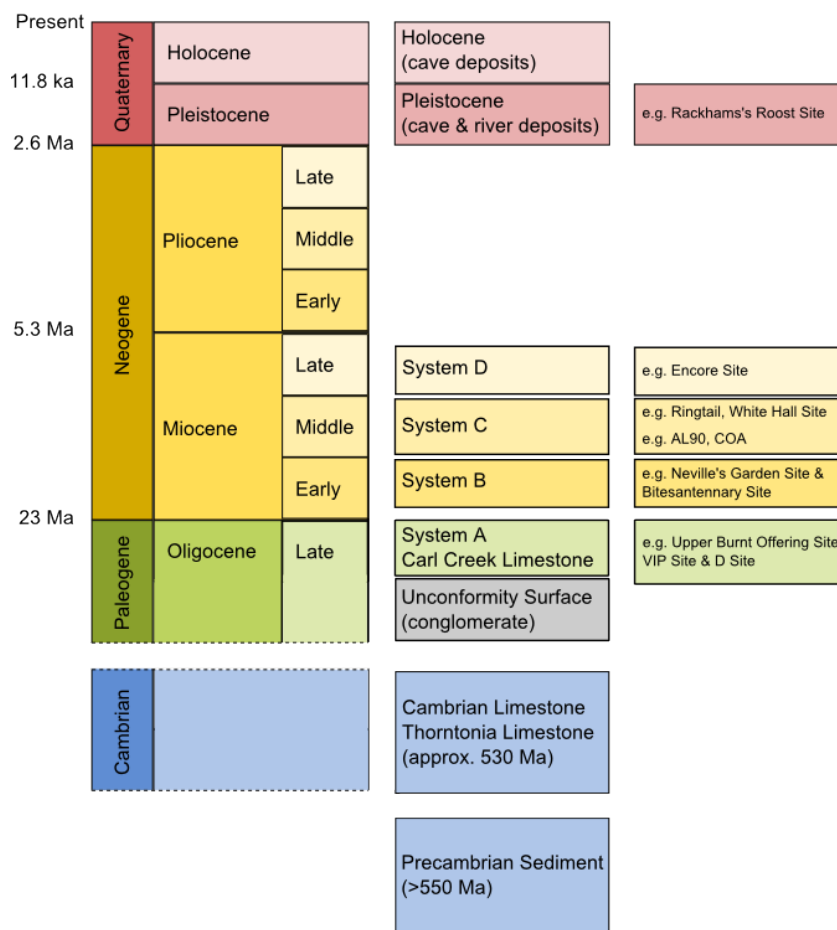 Present
11.8 ka
2.6 Ma
5.3 Ma
23 Ma
Quaternary
Neogene
Paleogene
Cambrian
Holocene
Pleistocene
Pliocene
Late
Middle
Early
Miocene
Late
Middle
Early
Oligocene
Late
Holocene
(cave deposits)
Pleistocene
(cave & river deposits)
System D
System C
System B
System A
Carl Creek Limestone
Unconformity Surface
(conglomerate)
Cambrian Limestone
Thorntonia Limestone
(approx. 530 Ma)
Precambrian Sediment
(>550 Ma)
e.g. Rackhams's Roost Site
e.g. Encore Site
e.g. Ringtail, White Hall Site
e.g. AL90, COA
e.g. Neville's Garden Site &
Bitesantennary Site
e.g. Upper Burnt Offering Site
VIP Site & D Site